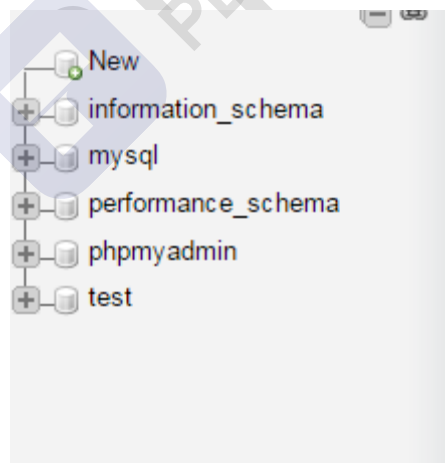 New
information_schema
mysql
performance_schema
phpmyadmin
test